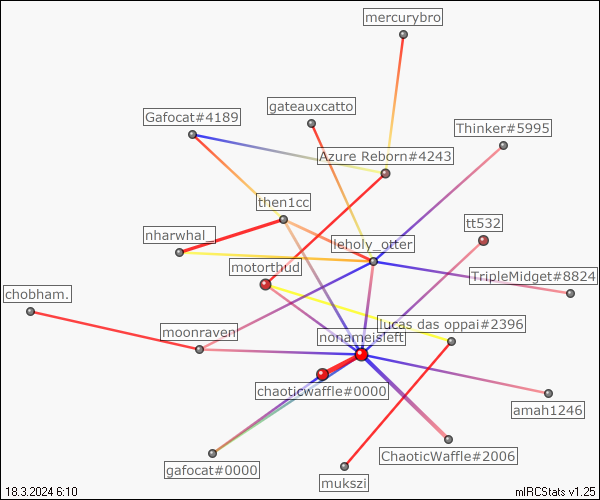 mercurybro
gateauxcatto
Gafocat#4189
Thinker#5995
Azure Reborn#4243
then1cc
tt532
nharwhal_
leholy_otter
motorthud
TripleMidget#8824
chobham.
lucas das oppai#2396
moonraven
nonameisleft
chaoticwaffle#0000
amah1246
ChaoticWaffle#2006
gafocat#0000
mukszi
18.3.2024 6:10
mIRCStats v1.25